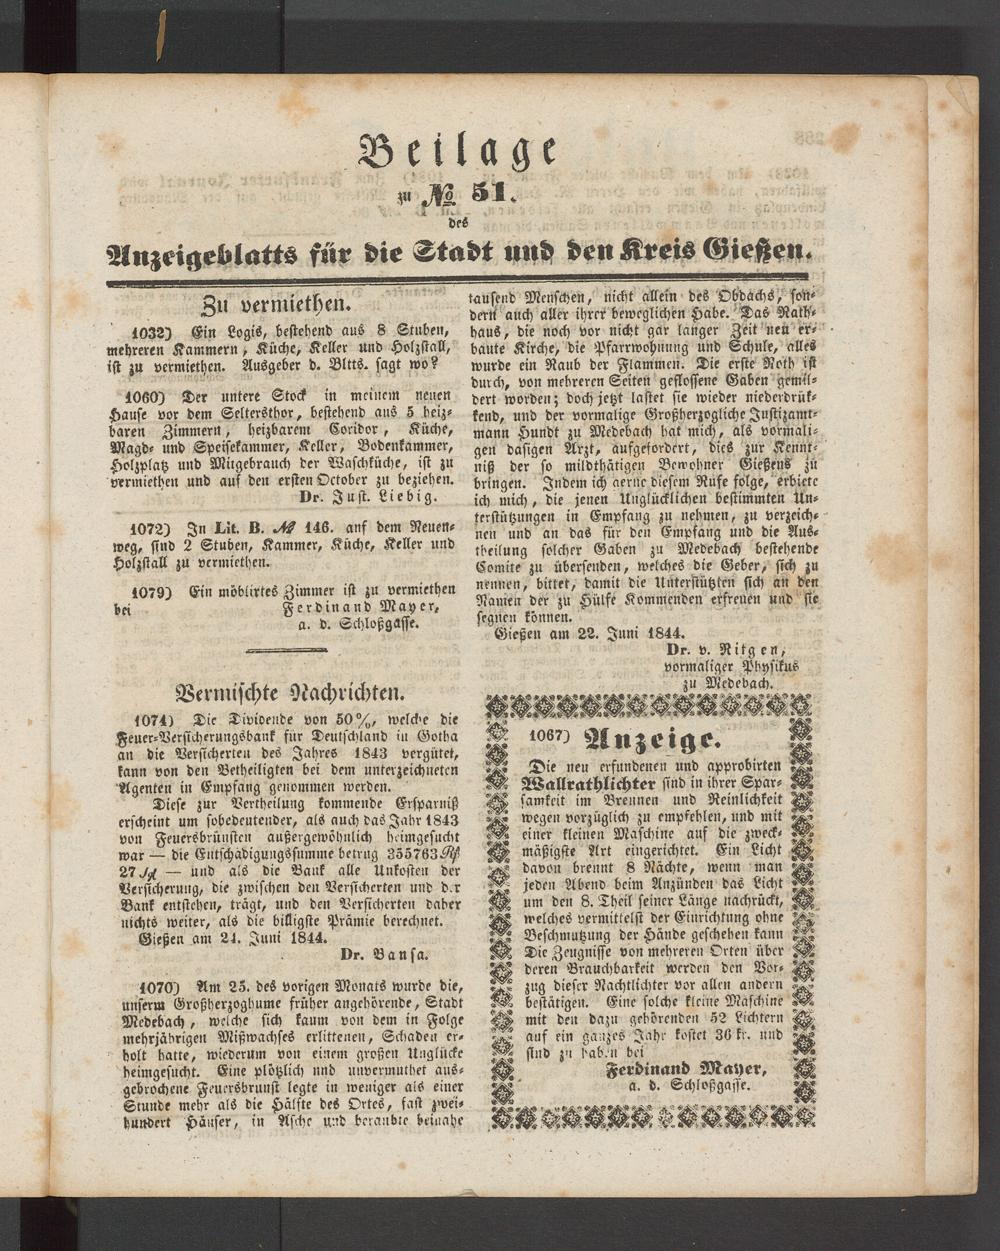 Beilage
zu № 51.
des
Anzeigeblatts für die Stadt und den Kreis Gießen.
Zu vermiethen.
1032) Ein Logis, bestehend aus 8 Stuben,
mehreren Kammern, Küche, Keller und Holzstall,
ist zu vermiethen. Ausgeber d. Bltts. sagt wo?
1060) Der untere Stock in meinem neuen
Hause vor dem Seltersthor, bestehend aus 5 heiz-
baren Zimmern, heizbarem Coridor, Küche,
Magd- und Speisekammer, Keller, Bodenkammer,
Holzplatz und Mitgebrauch der Waschküche, ist zu
vermiethen und auf den ersten October zu beziehen.
Dr. Just. Liebig.
1072) In Lit. B. № 146. auf dem Neuen-
weg, sind 2 Stuben, Kammer, Küche, Keller und
Holzstall zu vermiethen.
1079) Ein möblirtes Zimmer ist zu vermiethen
bei Ferdinand Mayer,
a. d. Schloßgasse.
Vermischte Nachrichten.
1074) Die Dividende von 50 %, welche die
Feuer-Versicherungsbank für Deutschland in Gotha
an die Versicherten des Jahres 1843 vergütet,
kann von den Betheiligten bei dem unterzeichneten
Agenten in Empfang genommen werden.
Diese zur Vertheilung kommende Ersparniß
erscheint um sobedeutender, als auch das Jahr 1843
von Feuersbrünsten außergewöhnlich heimgesucht
war — die Entschädigungssumme betrug 355763
27 — und als die Bank alle Unkosten der
Versicherung, die zwischen den Versicherten und der
Bank entstehen, trägt, und den Versicherten daher
nichts weiter, als die billigste Prämie berechnet.
Gießen am 21. Juni 1844.
Dr. Bansa.
1070) Am 25. des vorigen Monats wurde die,
unserm Großherzoghume früher angehörende, Stadt
Medebach, welche sich kaum von dem in Folge
mehrjährigen Mißwachses erlittenen, Schaden er-
holt hatte, wiederum von einem großen Unglücke
heimgesucht. Eine plötzlich und unvermuthet aus-
gebrochene Feuersbrunst legte in weniger als einer
Stunde mehr als die Hälfte des Ortes, fast zwei-
hundert Häuser, in Asche und beraubte beinahe
tausend Menschen, nicht allein des Obdachs, son-
dern auch aller ihrer beweglichen Habe. Das Rath-
haus, die noch vor nicht gar langer Zeit neu er-
baute Kirche, die Pfarrwohnung und Schule, alles
wurde ein Raub der Flammen. Die erste Noth ist
durch, von mehreren Seiten geflossene Gaben gemil-
dert worden; doch jetzt lastet sie wieder niederdrük-
kend, und der vormalige Großherzogliche Justizamt-
mann Hundt zu Medebach hat mich, als vormali-
gen dasigen Arzt, aufgefordert, dies zur Kennt-
niß der so mildthätigen Bewohner Gießens zu
bringen. Indem ich gerne diesem Rufe folge, erbiete
ich mich, die jenen Unglücklichen bestimmten Un-
terstützungen in Empfang zu nehmen, zu verzeich-
nen und an das für den Empfang und die Aus-
theilung solcher Gaben zu Medebach bestehende
Comite zu übersenden, welches die Geber, sich zu
nennen, bittet, damit die Unterstützten sich an den
Namen der zu Hülfe Kommenden erfreuen und sie
segnen können.
Gießen am 22. Juni 1844.
Dr. v. Ritgen,
vormaliger Physikus
zu Medebach.
1067) Anzeige.
Die neu erfundenen und approbirten
Wallrathlichter sind in ihrer Spar-
samkeit im Brennen und Reinlichkeit
wegen vorzüglich zu empfehlen, und mit
einer kleinen Maschine auf die zweck-
mäßigste Art eingerichtet. Ein Licht
davon brennt 8 Nächte, wenn man
jeden Abend beim Anzünden das Licht
um den 8. Theil seiner Länge nachrückt,
welches vermittelst der Einrichtung ohne
Beschmutzung der Hände geschehen kann
Die Zeugnisse von mehreren Orten über
deren Brauchbarkeit werden den Vor-
zug dieser Nachtlichter vor allen andern
bestätigen. Eine solche kleine Maschine
mit den dazu gehörenden 52 Lichtern
auf ein ganzes Jahr kostet 36 kr. und
sind zu haben bei
Ferdinand Mayer,
a. d. Schloßgasse.